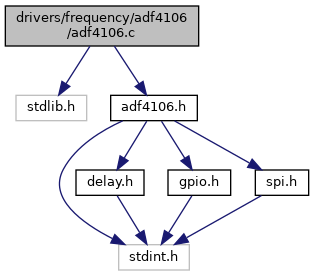 drivers/frequency/adf4106
/adf4106.c
stdlib.h
adf4106.h
delay.h
gpio.h
spi.h
stdint.h